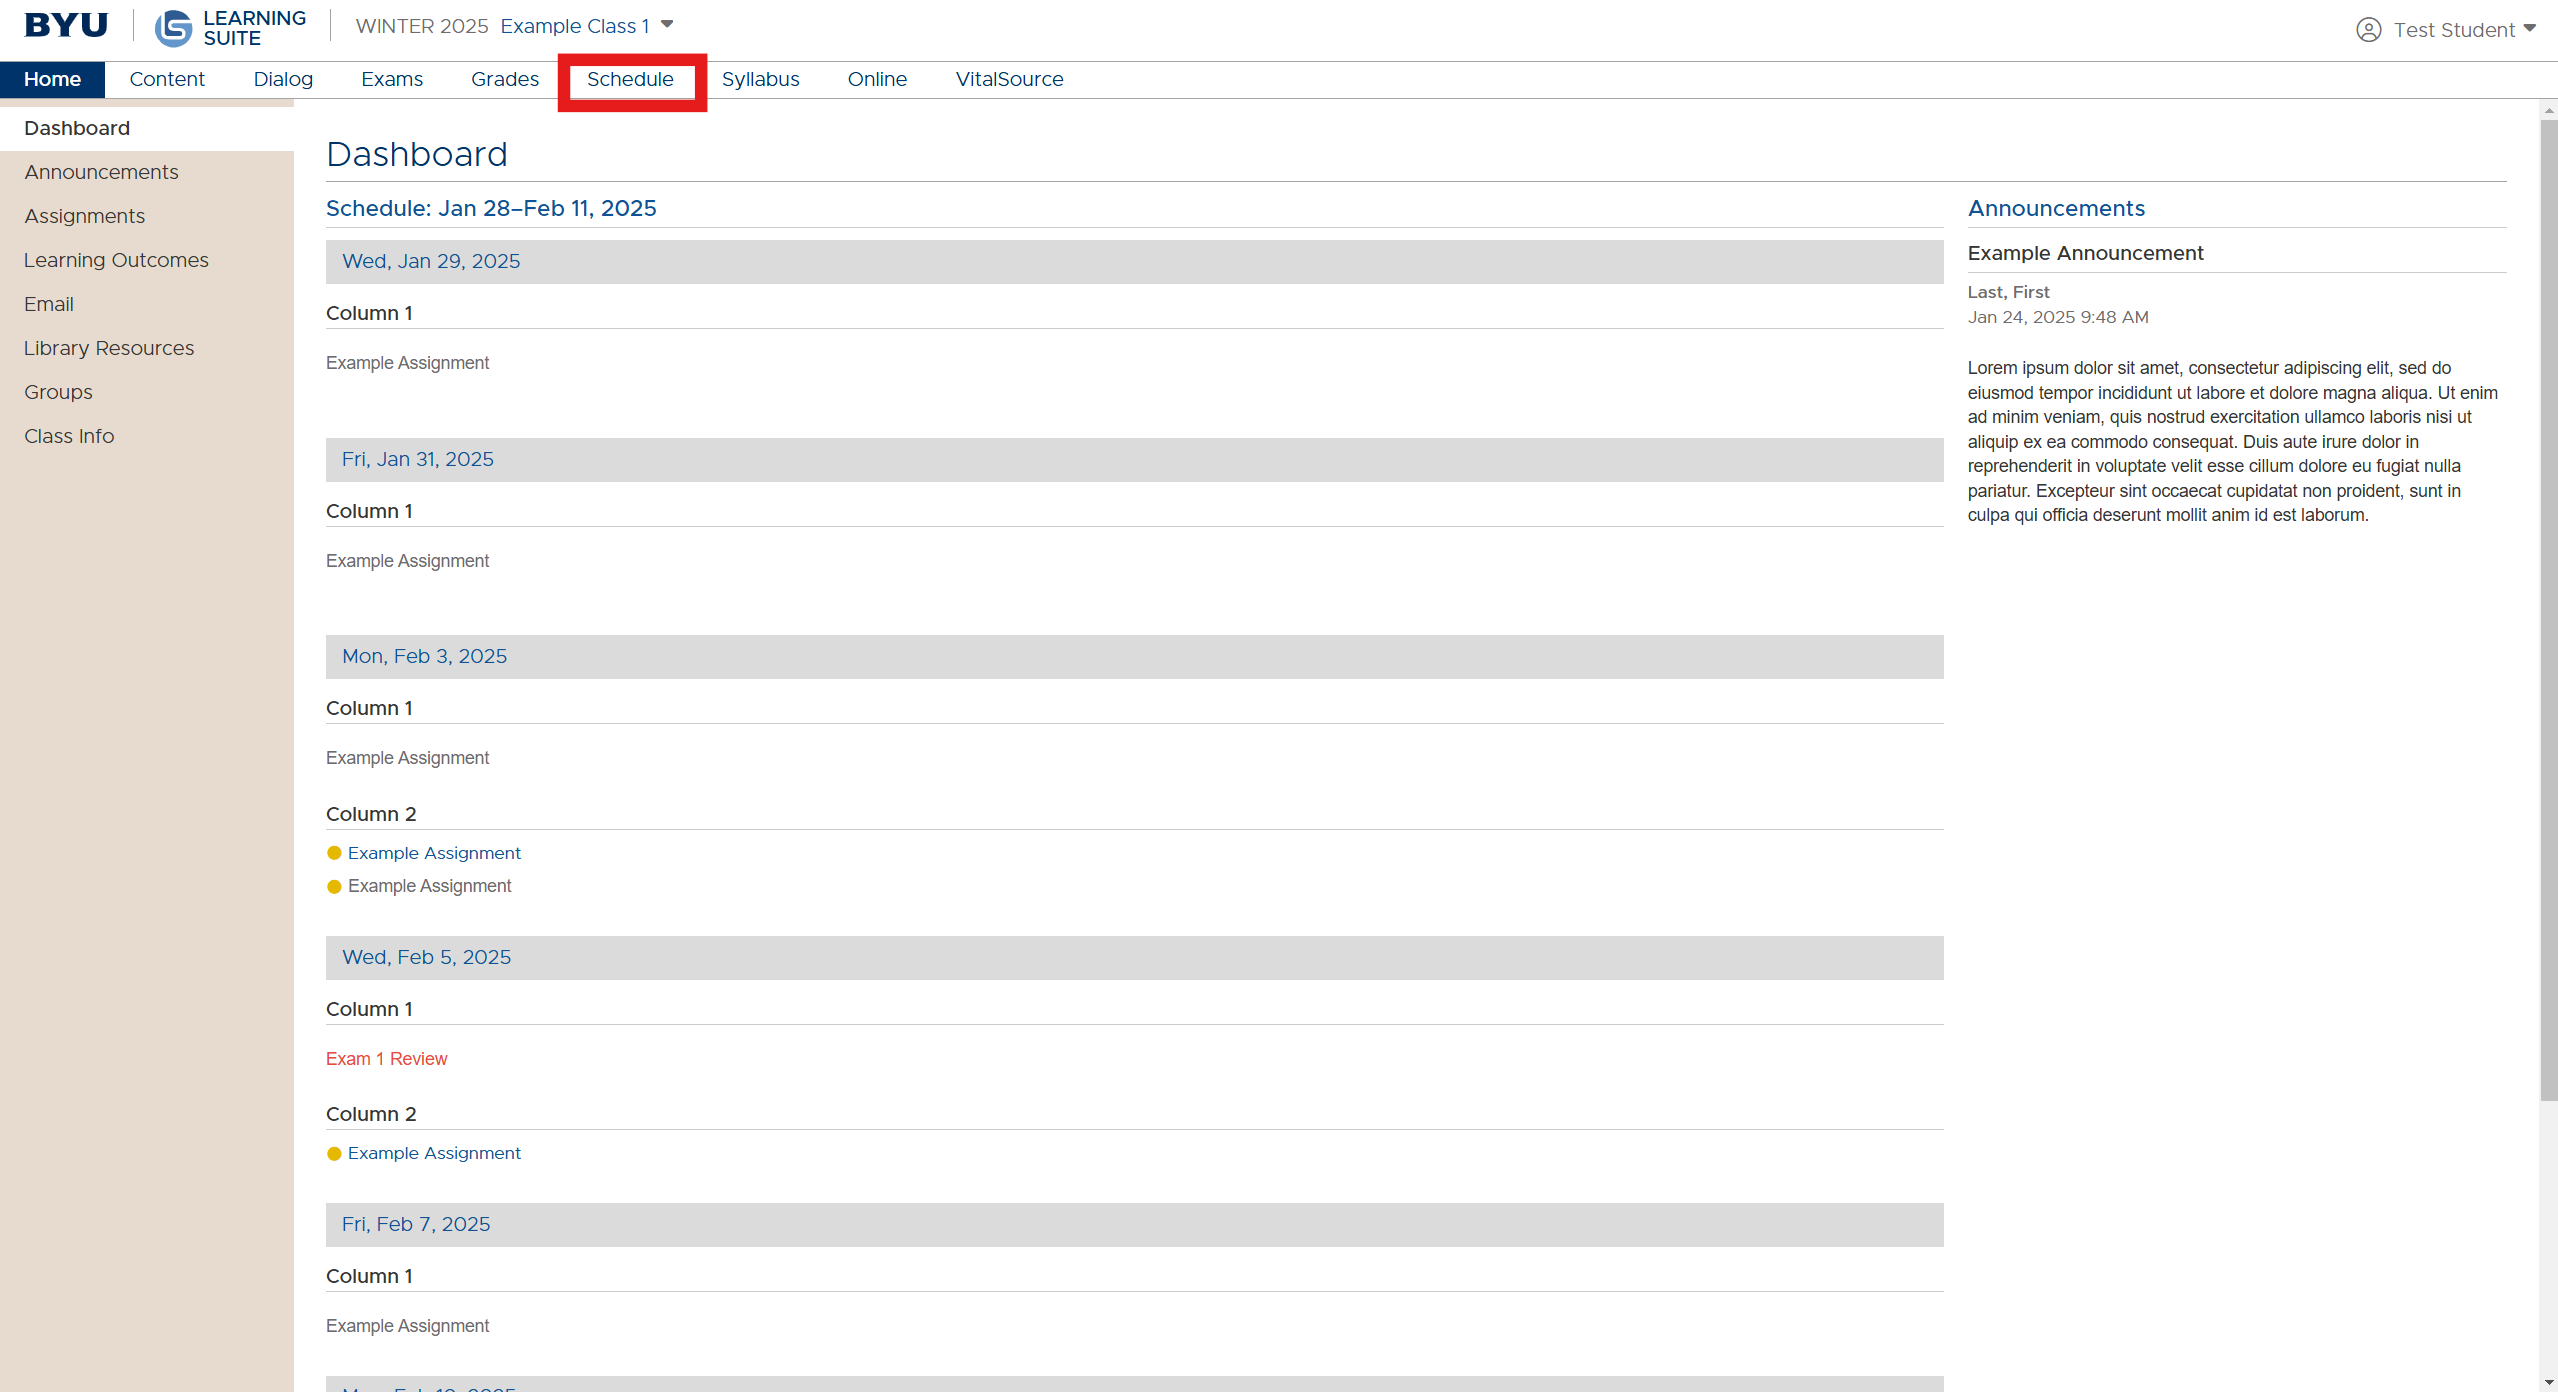 BYU
LEARNING
SUITE
WINTER 2025 Example Class 1
Test Student
Home Content Dialog Exams Grades Schedule Syllabus Online VitalSource
Dashboard
Announcements
Assignments
Learning Outcomes
Email
Library Resources
Groups
Class Info
Dashboard
Schedule: Jan 28–Feb 11, 2025
Wed, Jan 29, 2025
Column 1
Example Assignment
Fri, Jan 31, 2025
Column 1
Example Assignment
Mon, Feb 3, 2025
Column 1
Example Assignment
Column 2
Example Assignment
Example Assignment
Wed, Feb 5, 2025
Column 1
Exam 1 Review
Column 2
Example Assignment
Fri, Feb 7, 2025
Column 1
Example Assignment
Mon, Feb 10, 2025
Announcements
Example Announcement
Last, First
Jan 24, 2025 9:48 AM
Lorem ipsum dolor sit amet, consectetur adipiscing elit, sed do
eiusmod tempor incididunt ut labore et dolore magna aliqua. Ut enim
ad minim veniam, quis nostrud exercitation ullamco laboris nisi ut
aliquip ex ea commodo consequat. Duis aute irure dolor in
reprehenderit in voluptate velit esse cillum dolore eu fugiat nulla
pariatur. Excepteur sint occaecat cupidatat non proident, sunt in
culpa qui officia deserunt mollit anim id est laborum.